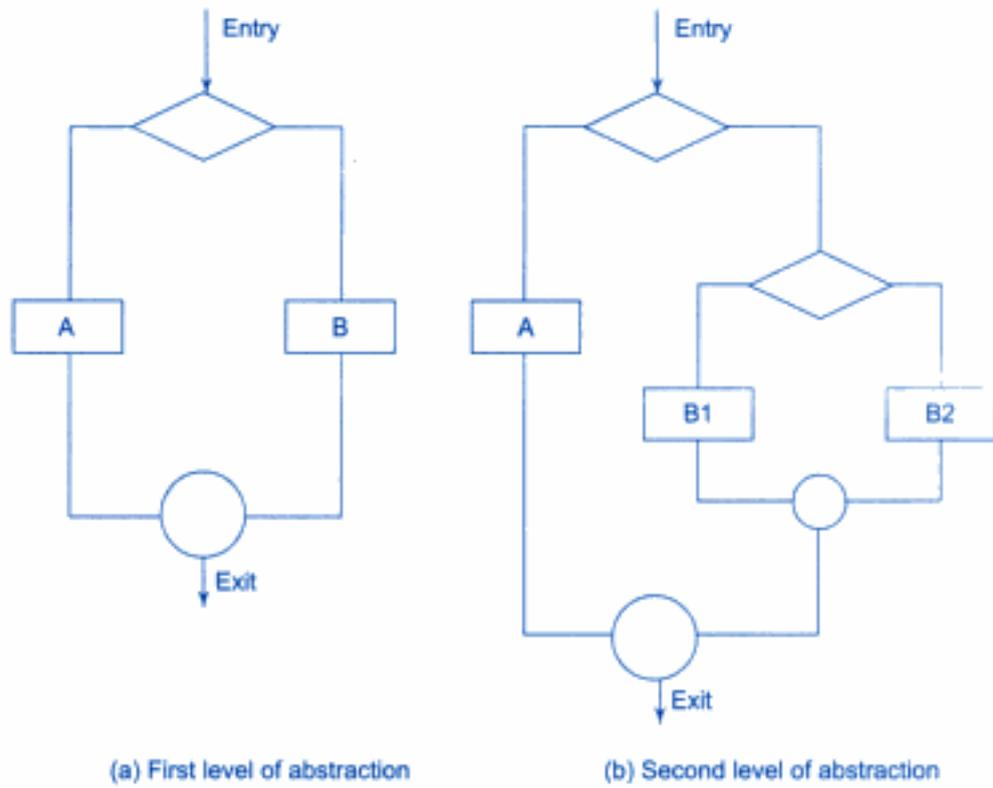 Entry
A
B
Exit
(a) First level of abstraction
Entry
A
B1
B2
Exit
(b) Second level of abstraction